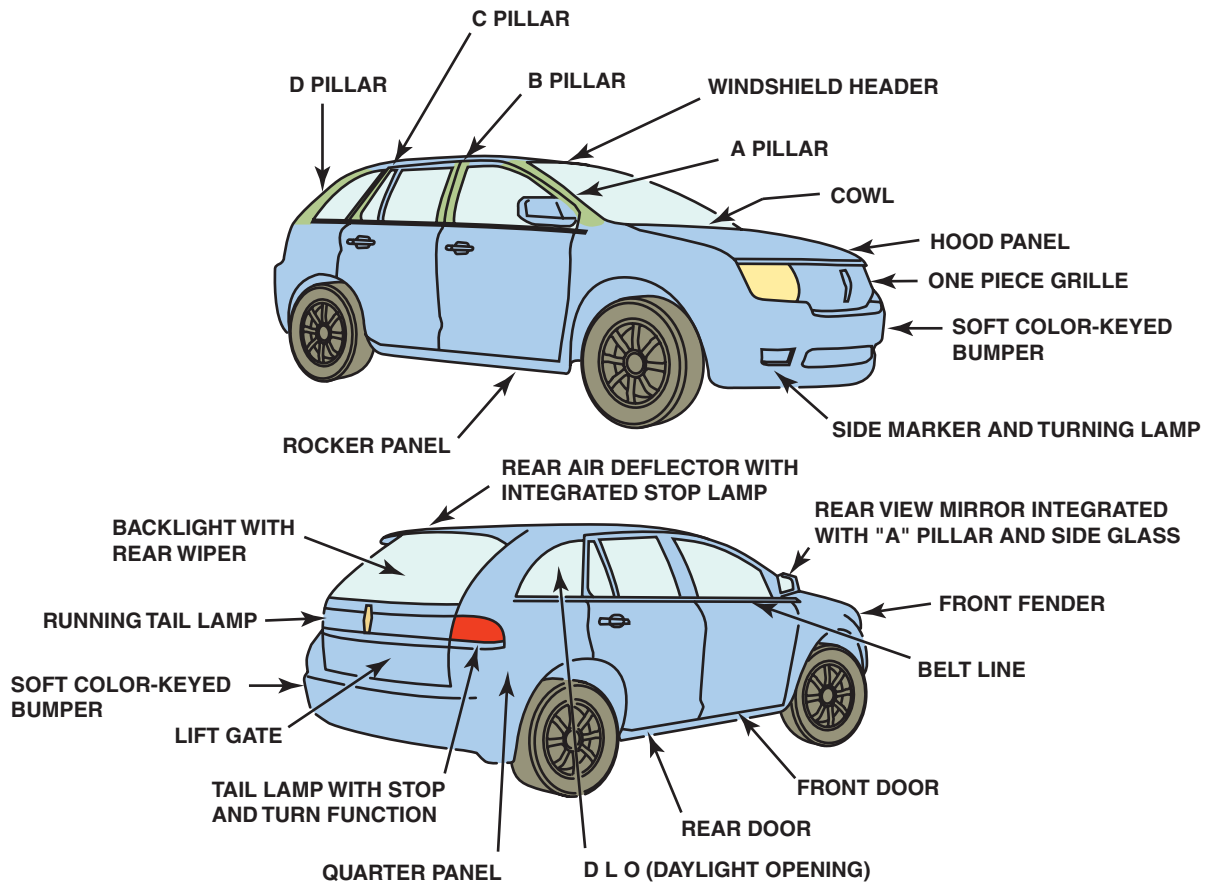 C PILLAR
D PILLAR
B PILLAR
WINDSHIELD HEADER
A PILLAR
COWL
HOOD PANEL
ONE PIECE GRILLE
SOFT COLOR-KEYED
BUMPER
SIDE MARKER AND TURNING LAMP
ROCKER PANEL
REAR AIR DEFLECTOR WITH
INTEGRATED STOP LAMP
REAR VIEW MIRROR INTEGRATED
WITH "A" PILLAR AND SIDE GLASS
BACKLIGHT WITH
REAR WIPER
RUNNING TAIL LAMP
FRONT FENDER
BELT LINE
SOFT COLOR-KEYED
BUMPER
LIFT GATE
TAIL LAMP WITH STOP
AND TURN FUNCTION
FRONT DOOR
REAR DOOR
QUARTER PANEL
D L O (DAYLIGHT OPENING)